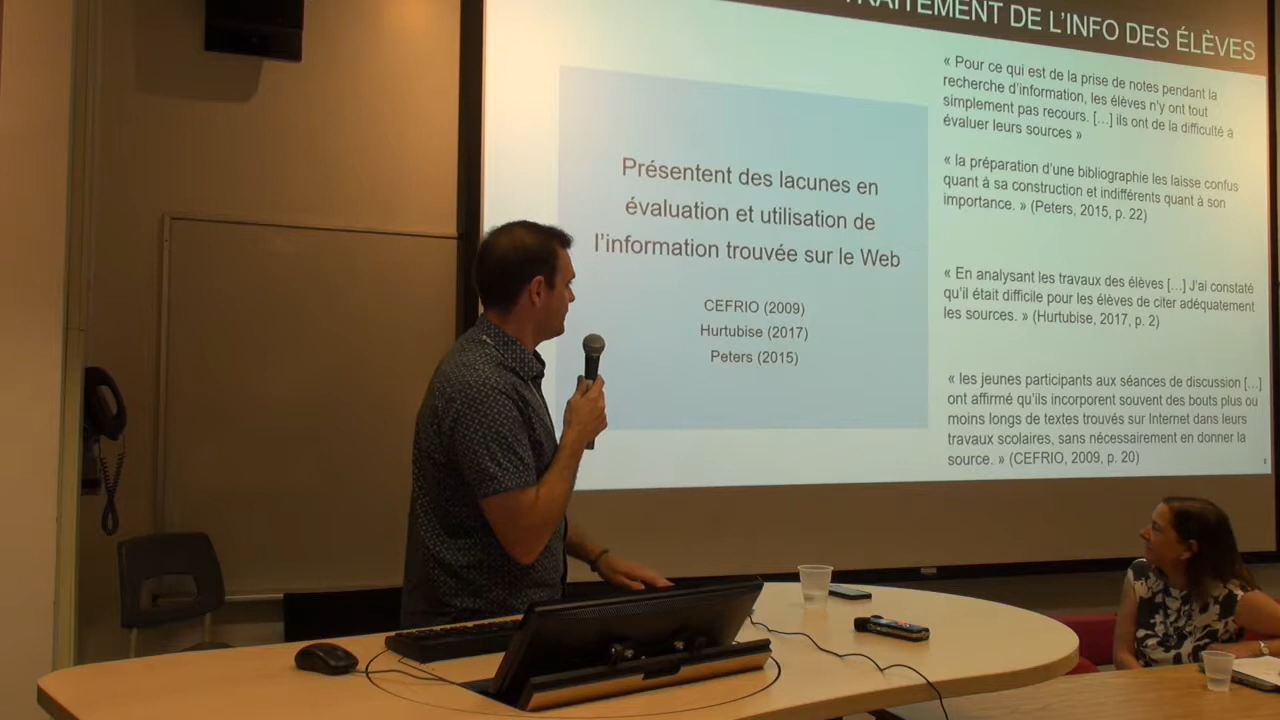 TRAITEMENT DE L'INFO DES ÉLÈVES
Présentent des lacunes en
évaluation et utilisation de
l'information trouvée sur le Web
CEFRIO (2009)
Hurtubise (2017)
Peters (2015)
« Pour ce qui est de la prise de notes pendant la
recherche d'information, les élèves n'y ont tout
simplement pas recours. […] ils ont de la difficulté à
évaluer leurs sources »
« la préparation d'une bibliographie les laisse confus
quant à sa construction et indifférents quant à son
importance. » (Peters, 2015, p. 22)
« En analysant les travaux des élèves […] J'ai constaté
qu'il était difficile pour les élèves de citer adéquatement
les sources. » (Hurtubise, 2017, p. 2)
« les jeunes participants aux séances de discussion […]
ont affirmé qu'ils incorporent souvent des bouts plus ou
moins longs de textes trouvés sur Internet dans leurs
travaux scolaires, sans nécessairement en donner la
source. » (CEFRIO, 2009, p. 20)